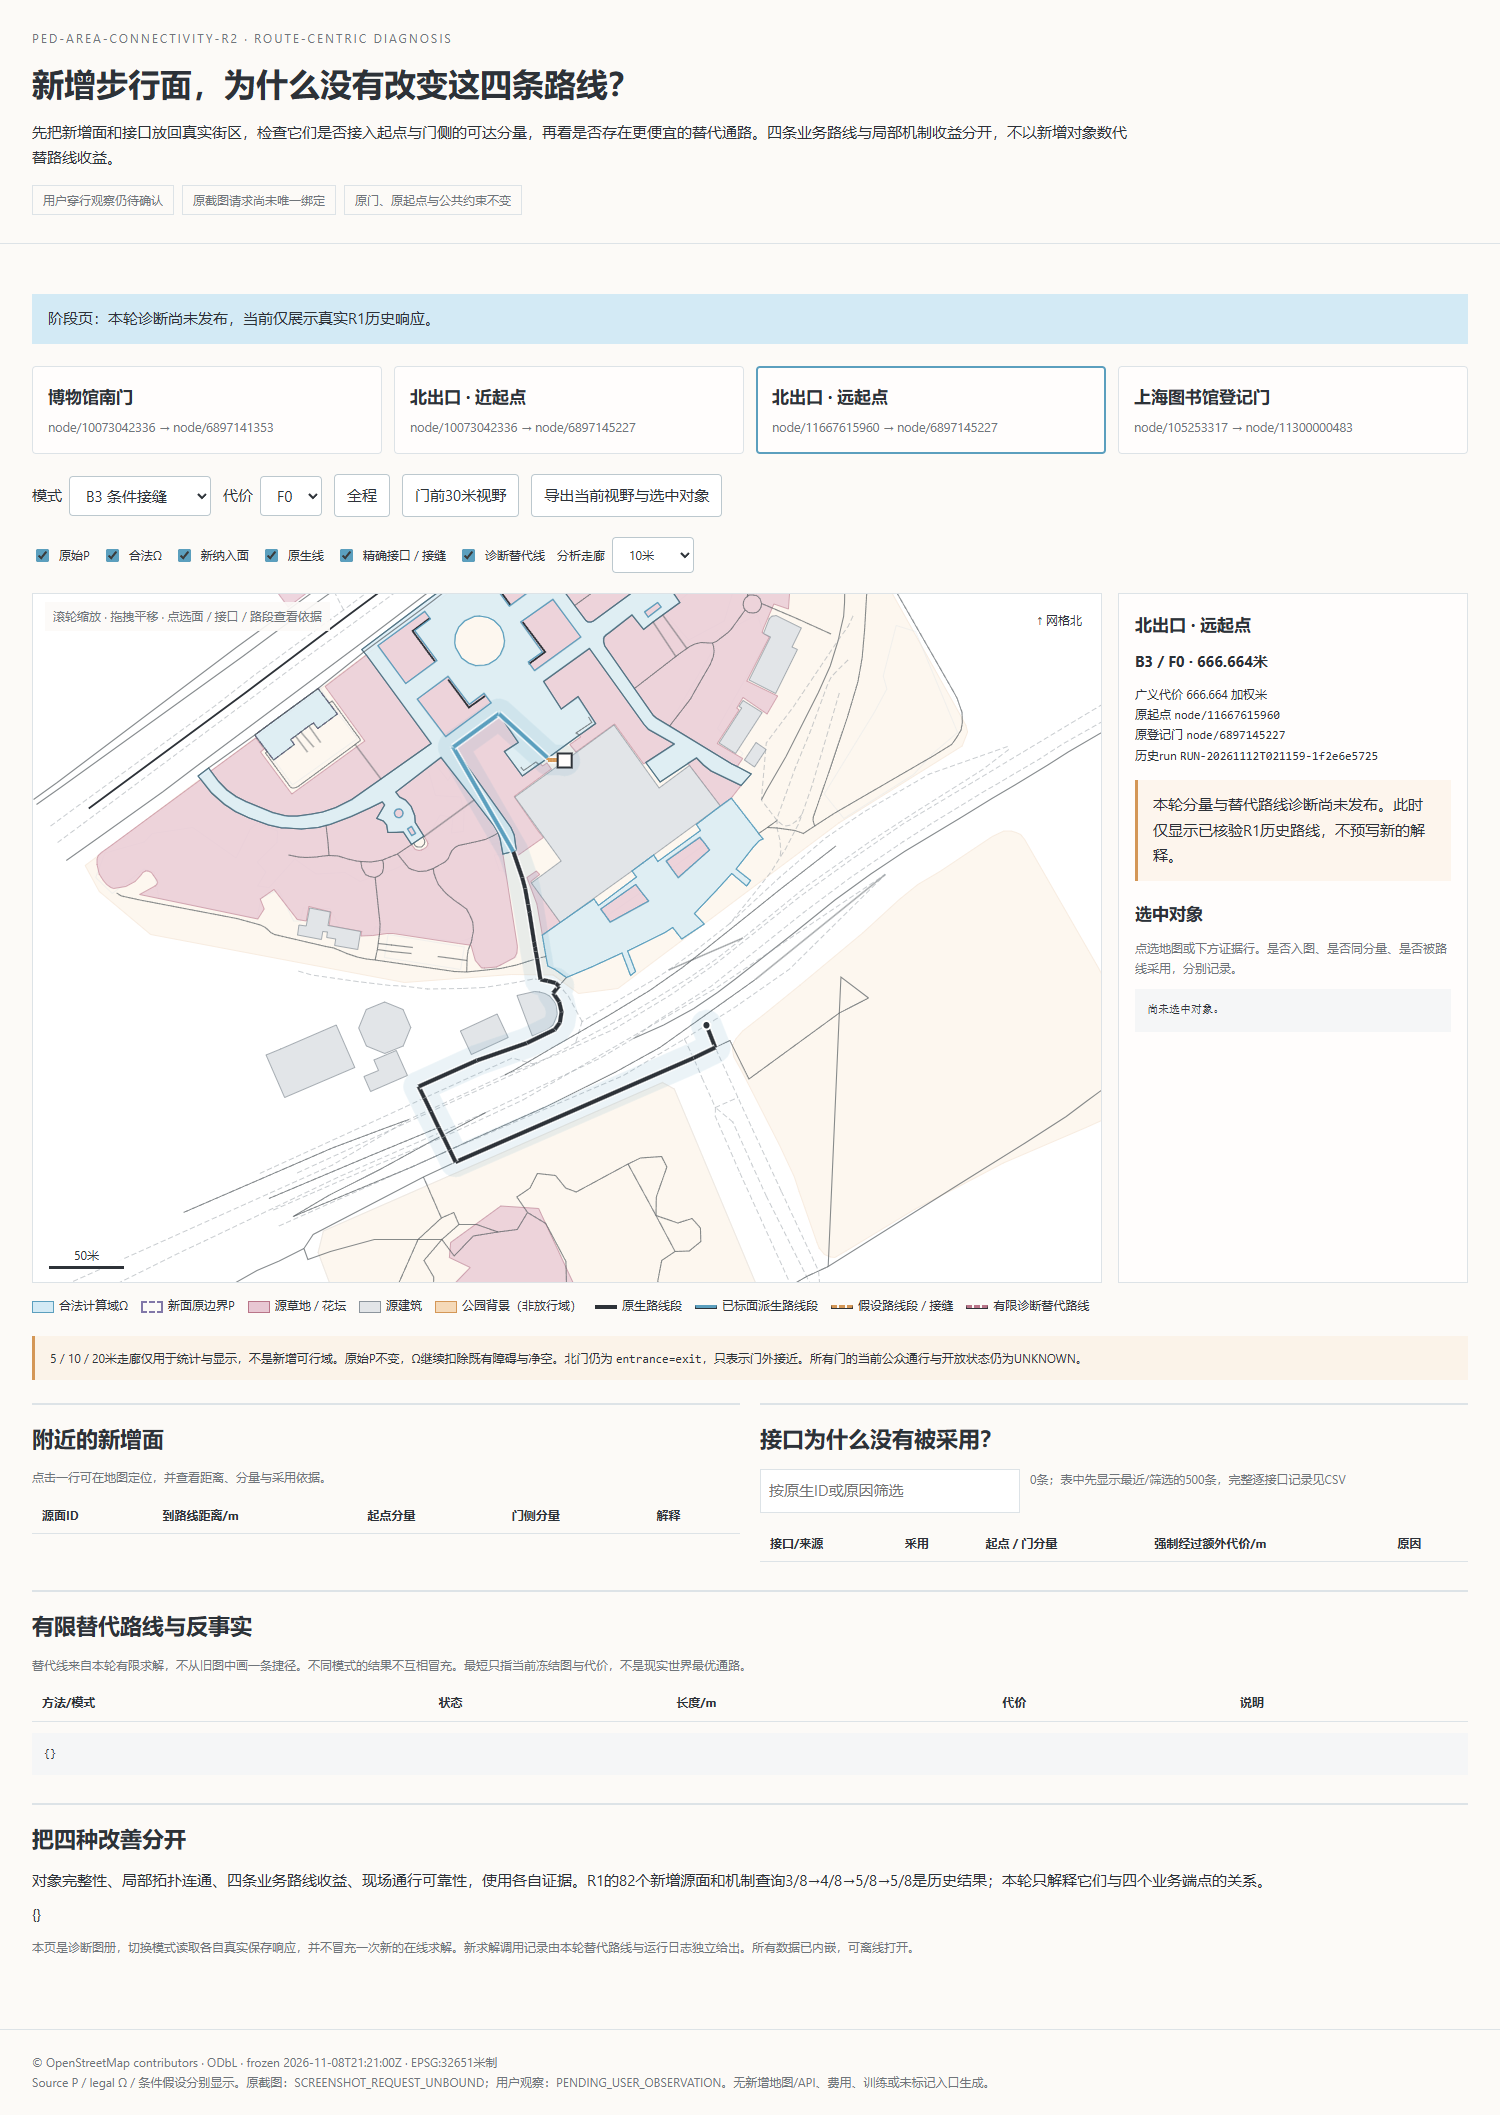 PED-AREA-CONNECTIVITY-R2 · ROUTE-CENTRIC DIAGNOSIS
新增步行面，为什么没有改变这四条路线？
先把新增面和接口放回真实街区，检查它们是否接入起点与门侧的可达分量，再看是否存在更便宜的替代通路。四条业务路线与局部机制收益分开，不以新增对象数代
替路线收益。
用户穿行观察仍待确认
原截图请求尚未唯一绑定
原门、原起点与公共约束不变
阶段页：本轮诊断尚未发布，当前仅展示真实R1历史响应。
博物馆南门
node/10073042336 → node/6897141353
北出口 · 近起点
node/10073042336 → node/6897145227
北出口 · 远起点
node/11667615960 → node/6897145227
上海图书馆登记门
node/105253317 → node/11300000483
模式 B3 条件接缝 代价 F0 全程 门前30米视野 导出当前视野与选中对象
原始P 合法Ω 新纳入面 原生线 精确接口 / 接缝 诊断替代线 分析走廊 10米
滚轮缩放 · 拖拽平移 · 点选面 / 接口 / 路段查看依据
↑ 网格北
50米
北出口 · 远起点
B3 / F0 · 666.664米
广义代价 666.664 加权米
原起点 node/11667615960
原登记门 node/6897145227
历史run RUN-20261112T021159-1f2e6e5725
本轮分量与替代路线诊断尚未发布。此时
仅显示已核验R1历史路线，不预写新的解
释。
选中对象
点选地图或下方证据行。是否入图、是否同分量、是否被路
线采用，分别记录。
尚未选中对象。
合法计算域Ω 新面原边界P 源草地 / 花坛 源建筑 公园背景（非放行域） 原生路线段 已标面派生路线段 假设路线段 / 接缝 有限诊断替代路线
5 / 10 / 20米走廊仅用于统计与显示，不是新增可行域。原始P不变，Ω继续扣除既有障碍与净空。北门仍为 entrance=exit，只表示门外接近。所有门的当前公众通行与开放状态仍为UNKNOWN。
附近的新增面
点击一行可在地图定位，并查看距离、分量与采用依据。
源面ID 到路线距离/m 起点分量 门侧分量 解释
接口为什么没有被采用？
按原生ID或原因筛选
0条；表中先显示最近/筛选的500条，完整逐接口记录见CSV
接口/来源 采用 起点 / 门分量 强制经过额外代价/m 原因
有限替代路线与反事实
替代线来自本轮有限求解，不从旧图中画一条捷径。不同模式的结果不互相冒充。最短只指当前冻结图与代价，不是现实世界最优通路。
方法/模式 状态 长度/m 代价 说明
{}
把四种改善分开
对象完整性、局部拓扑连通、四条业务路线收益、现场通行可靠性，使用各自证据。R1的82个新增源面和机制查询3/8→4/8→5/8→5/8是历史结果；本轮只解释它们与四个业务端点的关系。
{}
本页是诊断图册，切换模式读取各自真实保存响应，并不冒充一次新的在线求解。新求解调用记录由本轮替代路线与运行日志独立给出。所有数据已内嵌，可离线打开。
© OpenStreetMap contributors · ODbL · frozen 2026-11-08T21:21:00Z · EPSG:32651米制
Source P / legal Ω / 条件假设分别显示。原截图：SCREENSHOT_REQUEST_UNBOUND；用户观察：PENDING_USER_OBSERVATION。无新增地图/API、费用、训练或未标记入口生成。